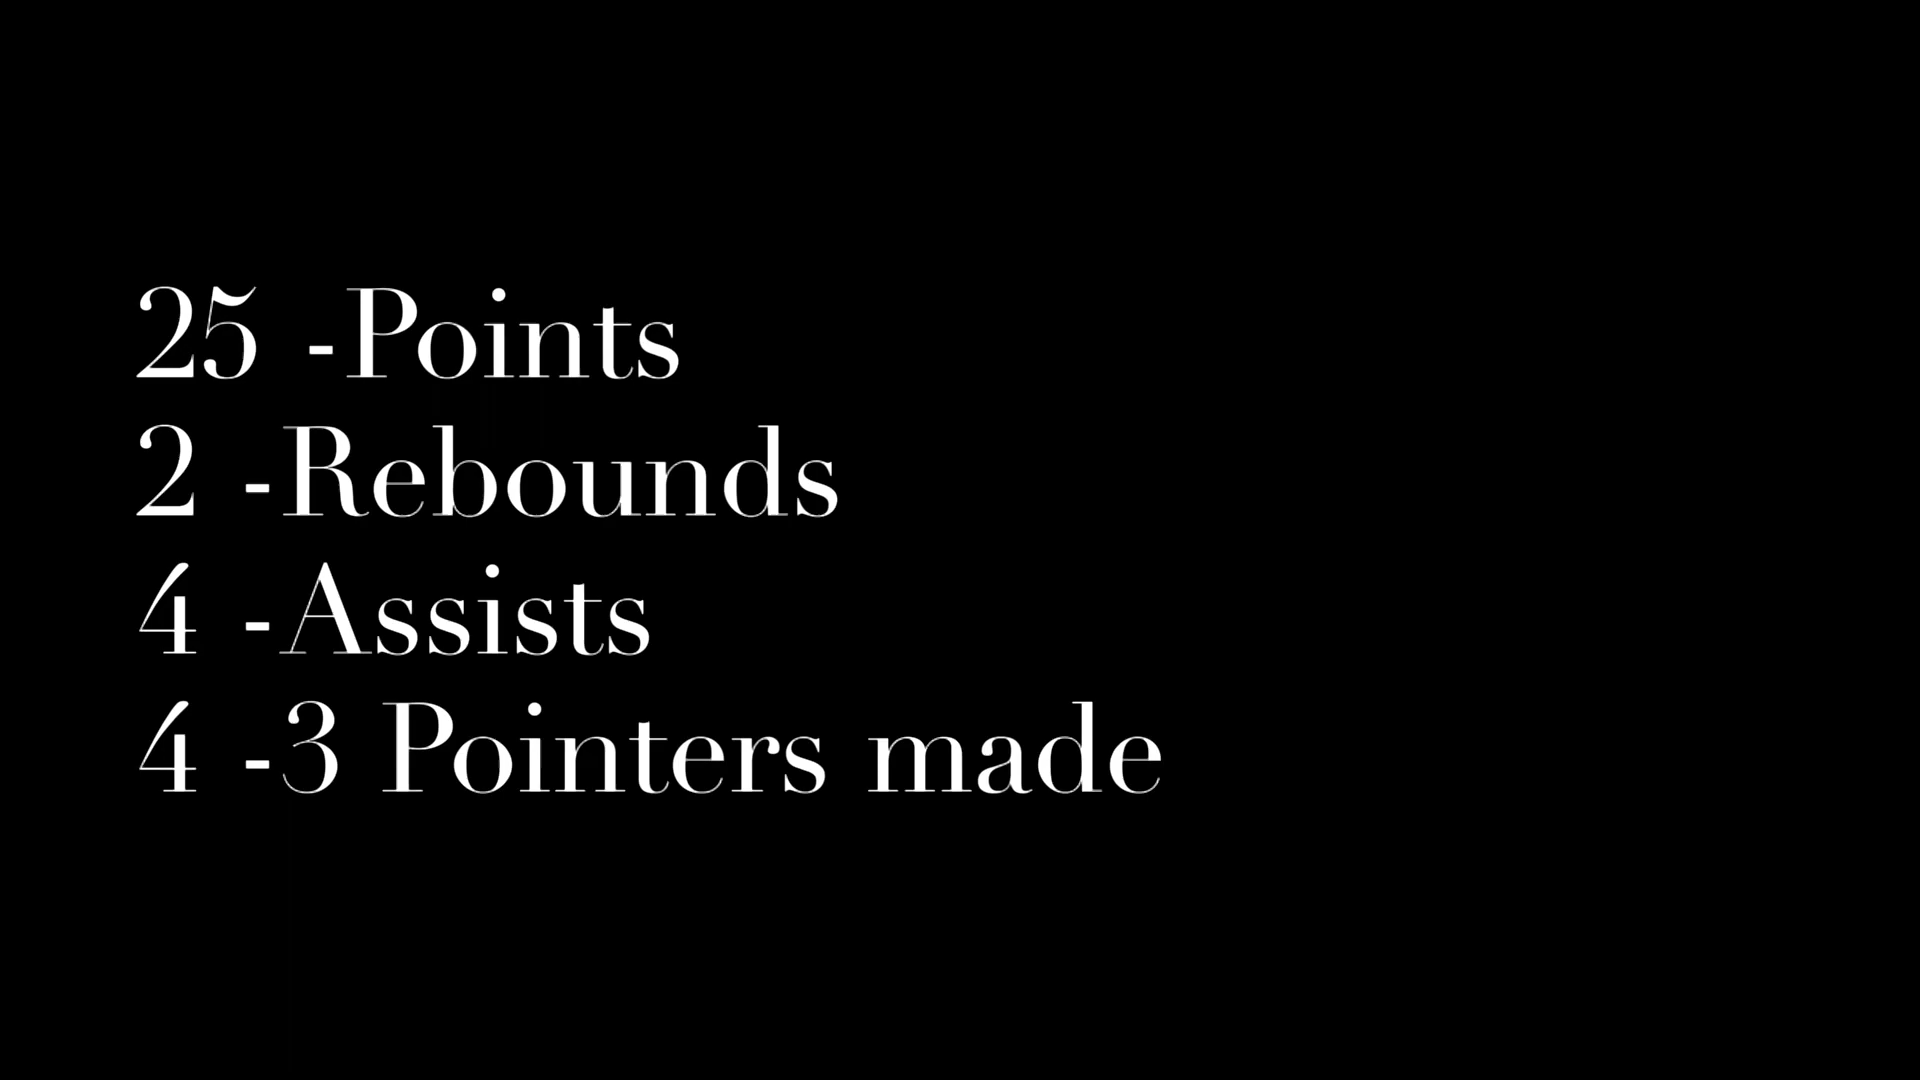 25 -Points
2 -Rebounds
4 -Assists
4 -3 Pointers made